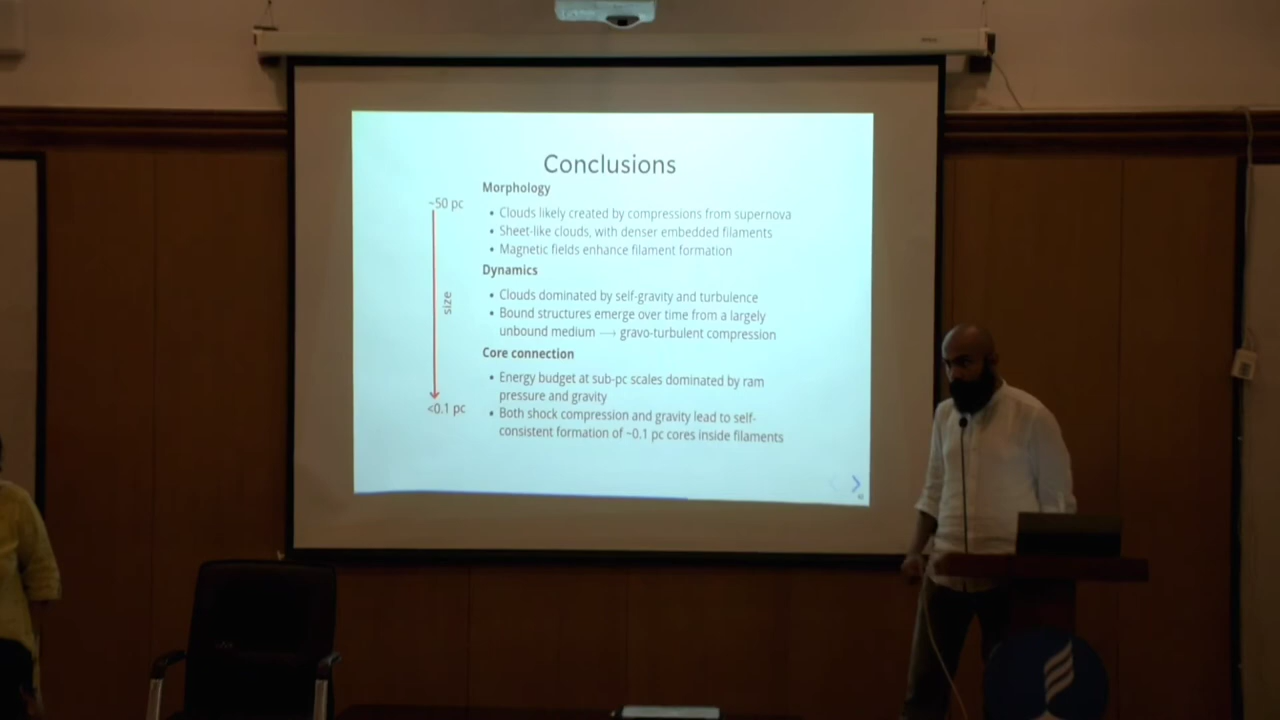 Conclusions
Morphology
~50 pc
• Clouds likely created by compressions from supernova
• Sheet-like clouds, with denser embedded filaments
• Magnetic fields enhance filament formation
Dynamics
size
• Clouds dominated by self-gravity and turbulence
• Bound structures emerge over time from a largely
unbound medium → gravo-turbulent compression
Core connection
• Energy budget at sub-pc scales dominated by ram
pressure and gravity
<0.1 pc
• Both shock compression and gravity lead to self-
consistent formation of ~0.1 pc cores inside filaments